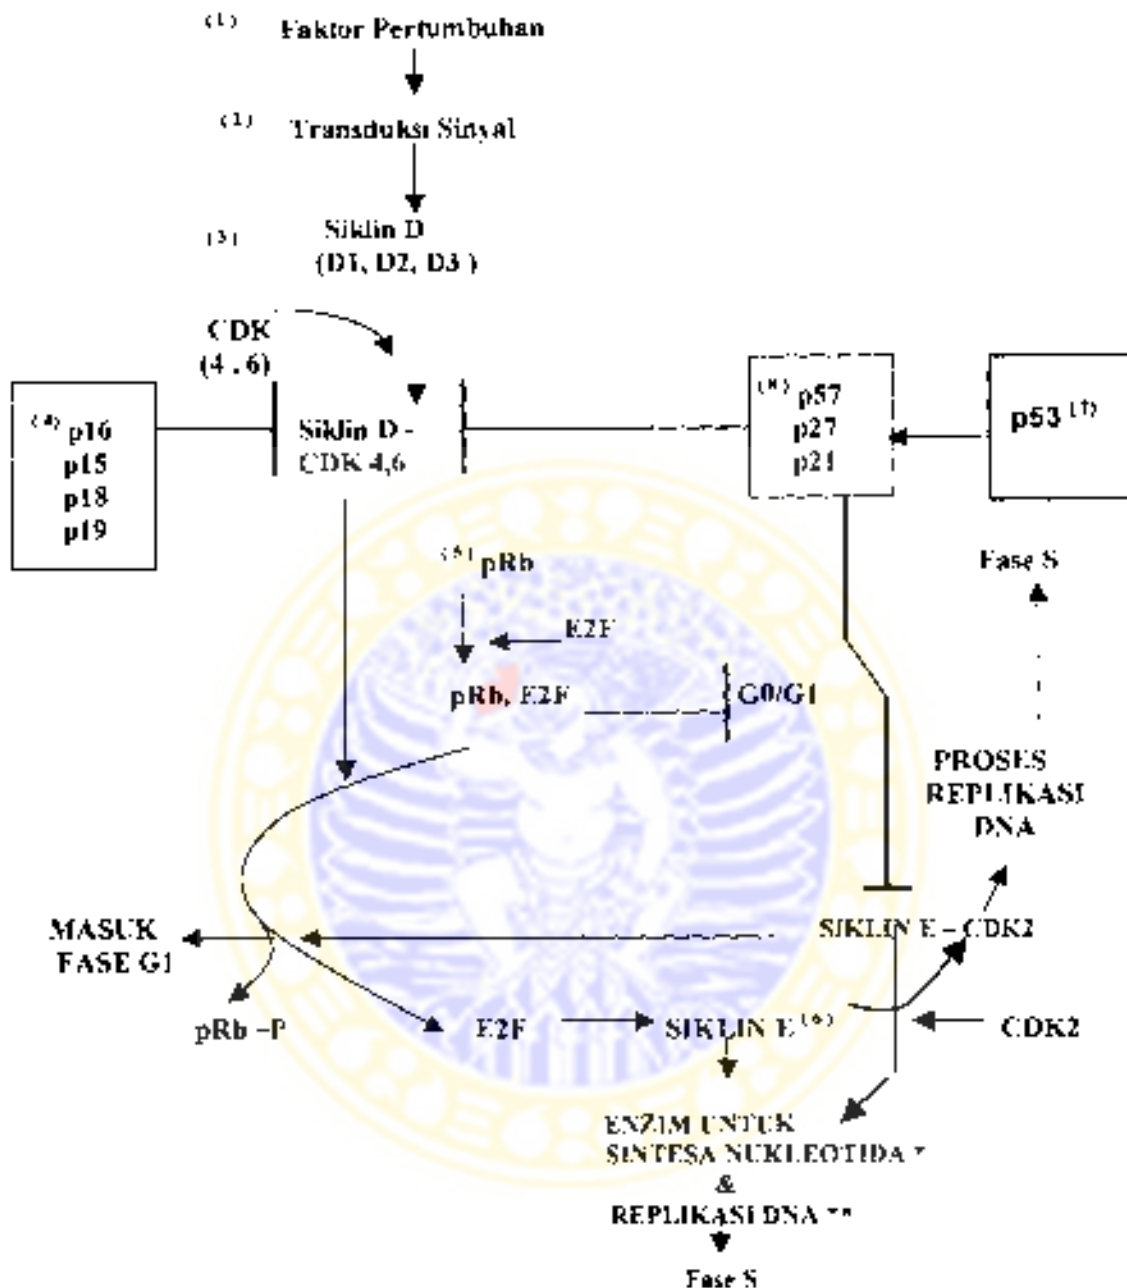 (1) Faktor Pertumbuhan
(2) Transduksi Sinyal
(3) Siklin D
(D1, D2, D3 )
CDK
(4 . 6)
(4) p16
p15
p18
p19
Siklin D -
CDK 4,6
(8) p57
p27
p21
p53 (7)
(5) pRb
E2F
pRb, E2F
G0/G1
Fase S
PROSES
REPLIKASI
DNA
MASUK
FASE G1
SIKLIN E - CDK2
pRb -P
E2F
SIKLIN E (6)
CDK2
ENZIM UNTUK
SINTESA NUKLEOTIDA *
&
REPLIKASI DNA **
Fase S